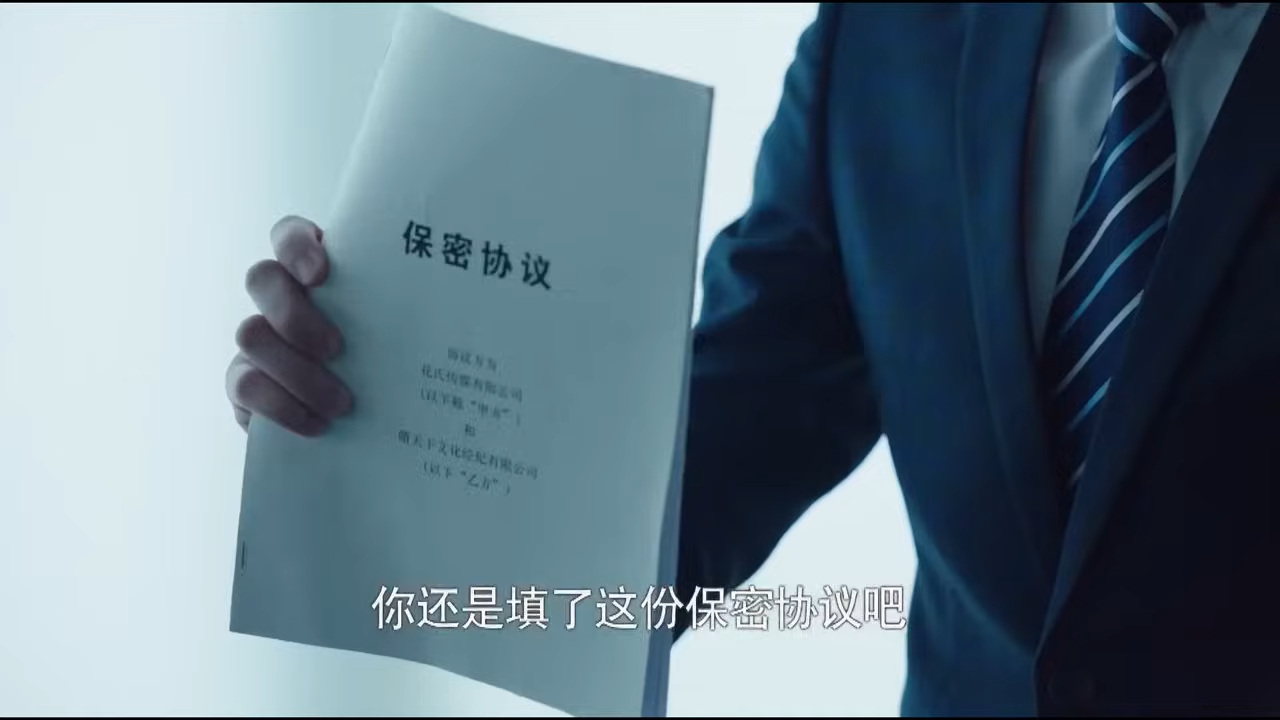 保密协议
协议方为
花氏传媒有限公司
（以下称“甲方”）
和
晴天下文化经纪有限公司
（以下“乙方”）
你还是填了这份保密协议吧